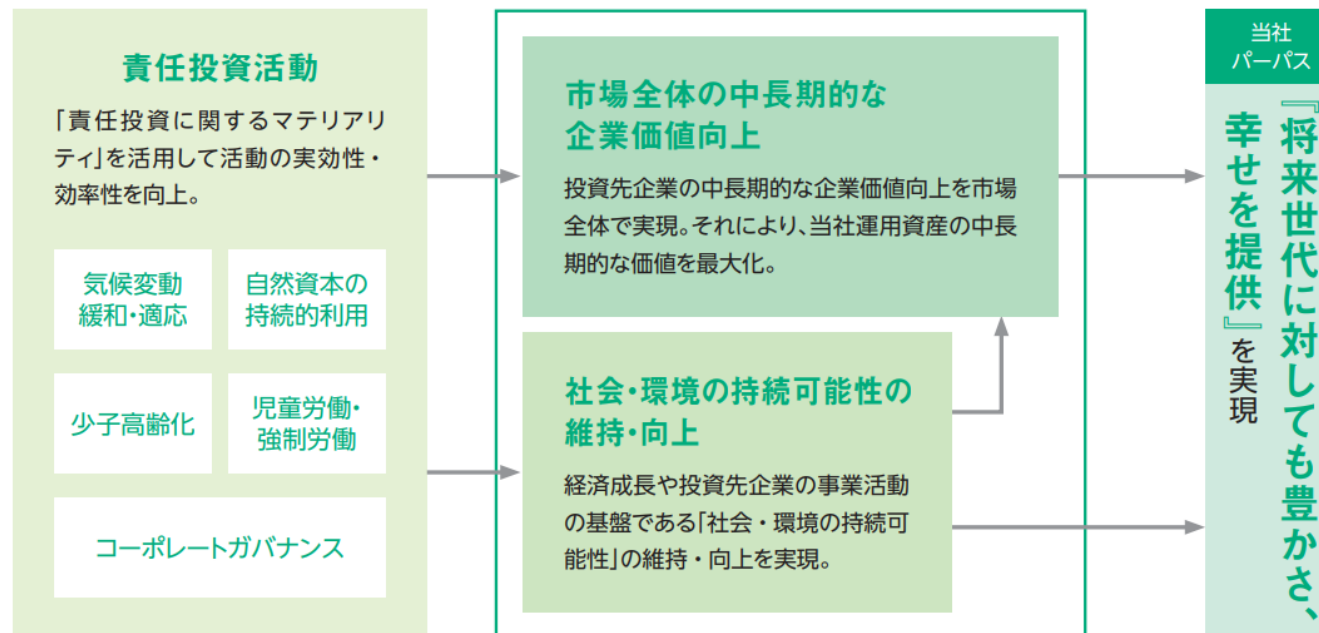 責任投資活動
「責任投資に関するマテリアリ
ティ」を活用して活動の実効性・
効率性を向上。
気候変動
緩和・適応
自然資本の
持続的利用
少子高齢化
児童労働・
強制労働
コーポレートガバナンス
市場全体の中長期的な
企業価値向上
投資先企業の中長期的な企業価値向上を市場
全体で実現。それにより、当社運用資産の中長
期的な価値を最大化。
社会・環境の持続可能性の
維持・向上
経済成長や投資先企業の事業活動
の基盤である「社会・環境の持続可
能性」の維持・向上を実現。
当社
パーパス
『将来世代に対しても豊かさ、
幸せを提供』を実現